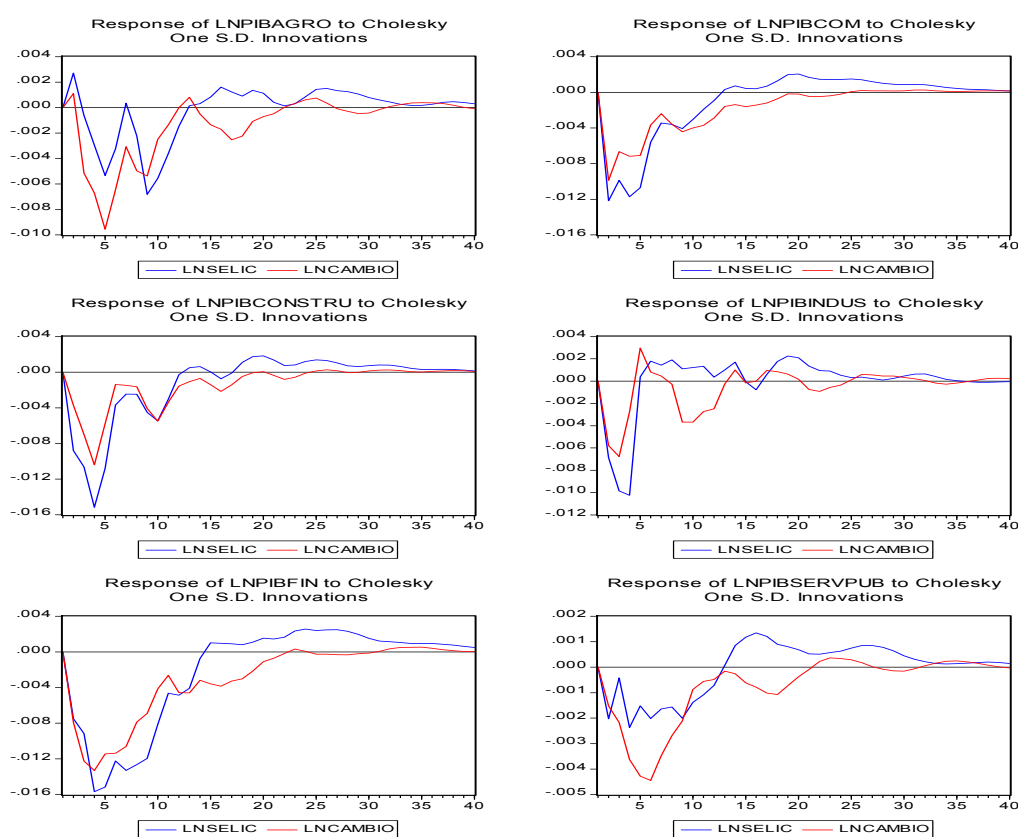 Response of LNPIBAGRO to Cholesky
One S.D. Innovations
.004
.002
.000
-.002
-.004
-.006
-.008
-.010
5 10 15 20 25 30 35 40
LNSELIC LNCAMBIO
Response of LNPIBCOM to Cholesky
One S.D. Innovations
.004
.000
-.004
-.008
-.012
-.016
5 10 15 20 25 30 35 40
LNSELIC LNCAMBIO
Response of LNPIBCONSTRU to Cholesky
One S.D. Innovations
.004
.000
-.004
-.008
-.012
-.016
5 10 15 20 25 30 35 40
LNSELIC LNCAMBIO
Response of LNPIBINDUS to Cholesky
One S.D. Innovations
.004
.002
.000
-.002
-.004
-.006
-.008
-.010
-.012
5 10 15 20 25 30 35 40
LNSELIC LNCAMBIO
Response of LNPIBFIN to Cholesky
One S.D. Innovations
.004
.000
-.004
-.008
-.012
-.016
5 10 15 20 25 30 35 40
LNSELIC LNCAMBIO
Response of LNPIBSERVPUB to Cholesky
One S.D. Innovations
.002
.001
.000
-.001
-.002
-.003
-.004
-.005
5 10 15 20 25 30 35 40
LNSELIC LNCAMBIO